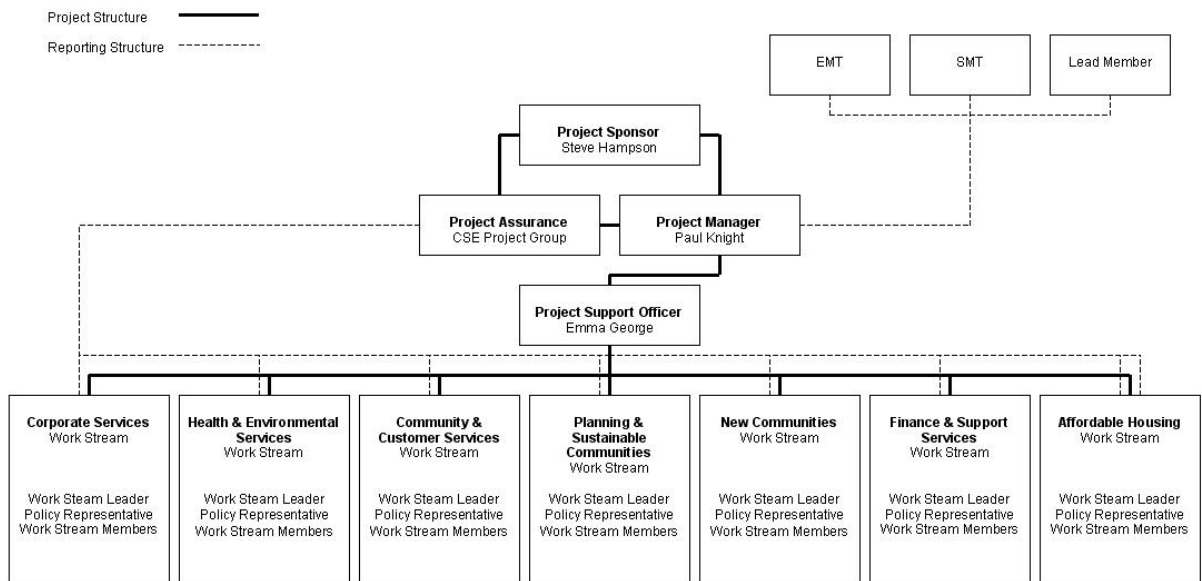 Project Structure
Reporting Structure
EMT
SMT
Lead Member
Project Sponsor
Steve Hampson
Project Assurance
CSE Project Group
Project Manager
Paul Knight
Project Support Officer
Emma George
Corporate Services
Work Stream
Work Steam Leader
Policy Representative
Work Stream Members
Health & Environmental
Services
Work Stream
Work Steam Leader
Policy Representative
Work Stream Members
Community &
Customer Services
Work Stream
Work Steam Leader
Policy Representative
Work Stream Members
Planning &
Sustainable
Communities
Work Stream
Work Steam Leader
Policy Representative
Work Stream Members
New Communities
Work Stream
Work Steam Leader
Policy Representative
Work Stream Members
Finance & Support
Services
Work Stream
Work Steam Leader
Policy Representative
Work Stream Members
Affordable Housing
Work Stream
Work Steam Leader
Policy Representative
Work Stream Members